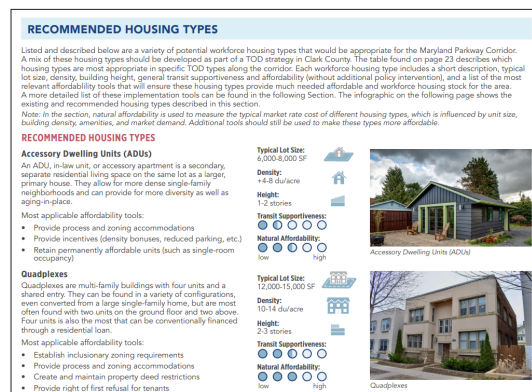 RECOMMENDED HOUSING TYPES
Listed and described below are a variety of potential workforce housing types that would be appropriate for the Maryland Parkway Corridor.
A mix of these housing types should be developed as part of a TOD strategy in Clark County. The table found on page 23 describes which
housing types are most appropriate in specific TOD types along the corridor. Each workforce housing type includes a short description, typical
lot size, density, building height, general transit supportiveness and affordability (without additional policy intervention), and a list of the most
relevant affordability tools that will ensure these housing types provide much needed affordable and workforce housing stock for the area.
A more detailed list of these implementation tools can be found in the following Section. The infographic on the following page shows the
existing and recommended housing types described in this section.
Note: In the section, natural affordability is used to measure the typical market rate cost of different housing types, which is influenced by unit size,
building density, amenities, and market demand. Additional tools should still be used to make these types more affordable.
RECOMMENDED HOUSING TYPES
Accessory Dwelling Units (ADUs)
An ADU, in-law unit, or accessory apartment is a secondary,
separate residential living space on the same lot as a larger,
primary house. They allow for more dense single-family
neighborhoods and can provide for more diversity as well as
aging-in-place.
Most applicable affordability tools:
• Provide process and zoning accommodations
• Provide incentives (density bonuses, reduced parking, etc.)
• Retain permanently affordable units (such as single-room
occupancy)
Typical Lot Size:
6,000-8,000 SF
Density:
+4-8 du/acre
Height:
1-2 stories
Transit Supportiveness:
Natural Affordability:
low high
Accessory Dwelling Units (ADUs)
Quadplexes
Quadplexes are multi-family buildings with four units and a
shared entry. They can be found in a variety of configurations,
even converted from a large single-family home, but are most
often found with two units on the ground floor and two above.
Four units is also the most that can be conventionally financed
through a residential loan.
Most applicable affordability tools:
• Establish inclusionary zoning requirements
• Provide process and zoning accommodations
• Create and maintain property deed restrictions
• Provide right of first refusal for tenants
Typical Lot Size:
12,000-15,000 SF
Density:
10-14 du/acre
Height:
2-3 stories
Transit Supportiveness:
Natural Affordability:
low high
Quadplexes